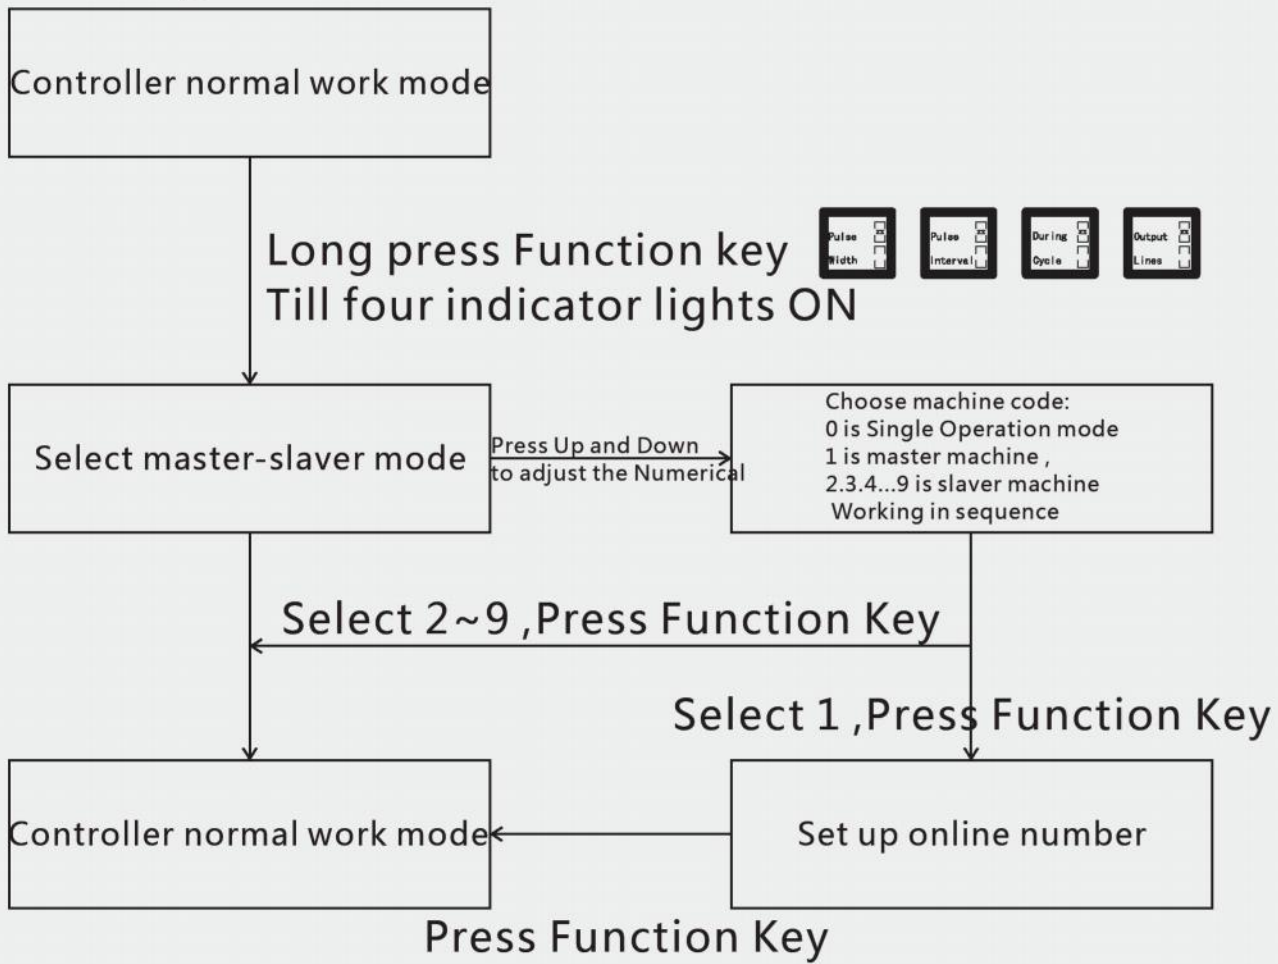 Controller normal work mode
Long press Function key
Till four indicator lights ON
Pulse
Width
Pulse
Interval
During
Cycle
Output
Lines
Select master-slaver mode
Press Up and Down
to adjust the Numerical
Choose machine code:
0 is Single Operation mode
1 is master machine ,
2.3.4...9 is slaver machine
Working in sequence
Select 2~9 ,Press Function Key
Select 1 ,Press Function Key
Controller normal work mode
Set up online number
Press Function Key